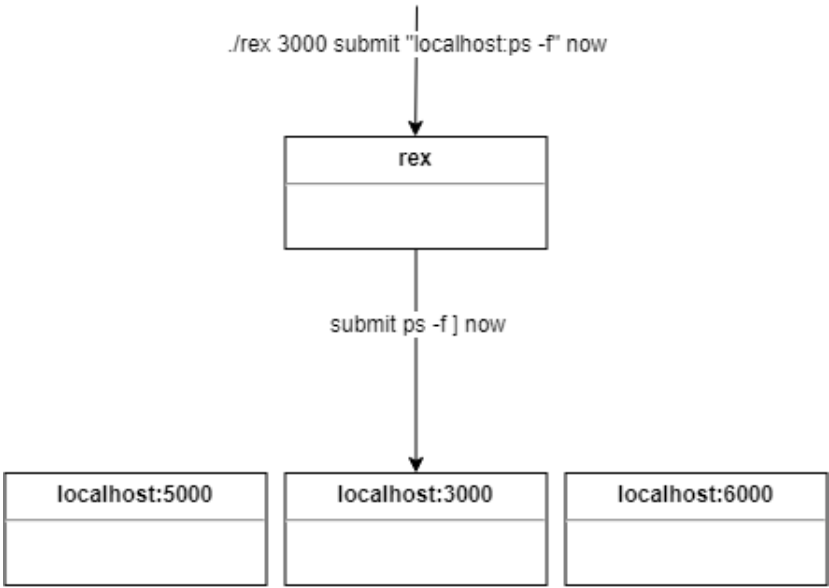 ./rex 3000 submit "localhost:ps -f" now
rex
submit ps -f ] now
localhost:5000
localhost:3000
localhost:6000